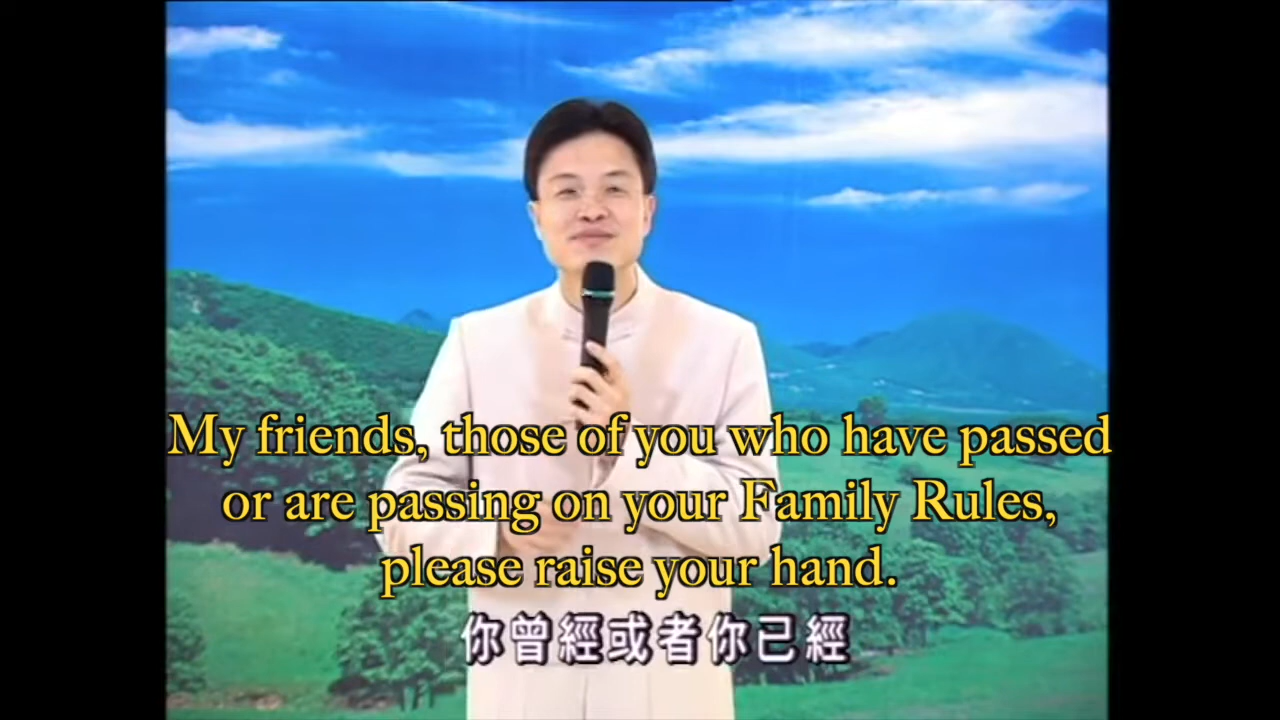 My friends, those of you who have passed
or are passing on your Family Rules,
please raise your hand.
你曾經或者你已經